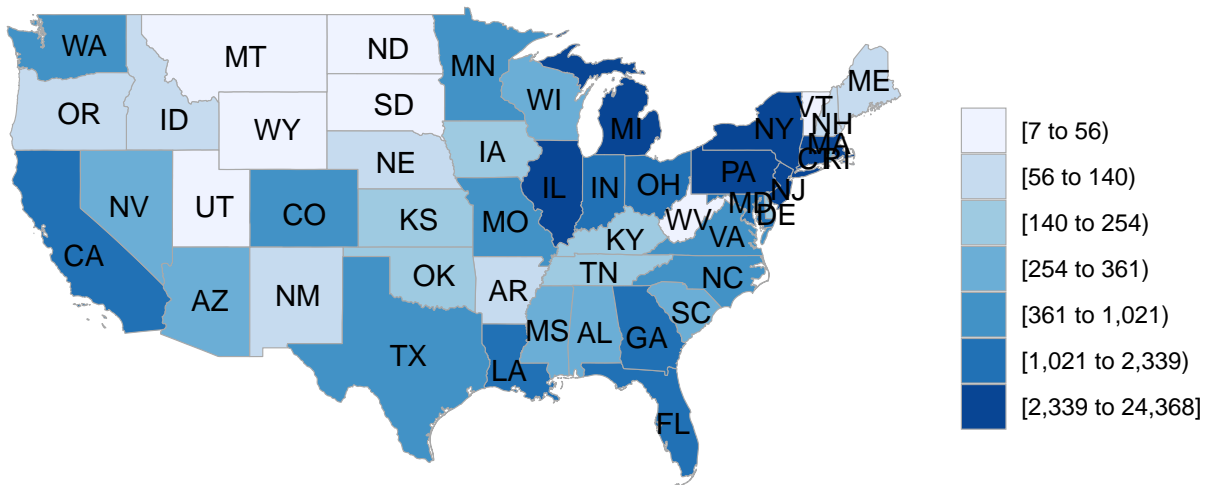 WA
MT
ND
MN
ME
OR
ID
SD
WI
VT
NH
WY
MI
NY
MA
NE
IA
CT
RI
NV
UT
CO
IL
IN
OH
PA
NJ
KS
MO
WV
MD
DE
CA
KY
VA
OK
TN
NC
AZ
NM
AR
SC
TX
MS
AL
GA
LA
FL
[7 to 56)
[56 to 140)
[140 to 254)
[254 to 361)
[361 to 1,021)
[1,021 to 2,339)
[2,339 to 24,368]